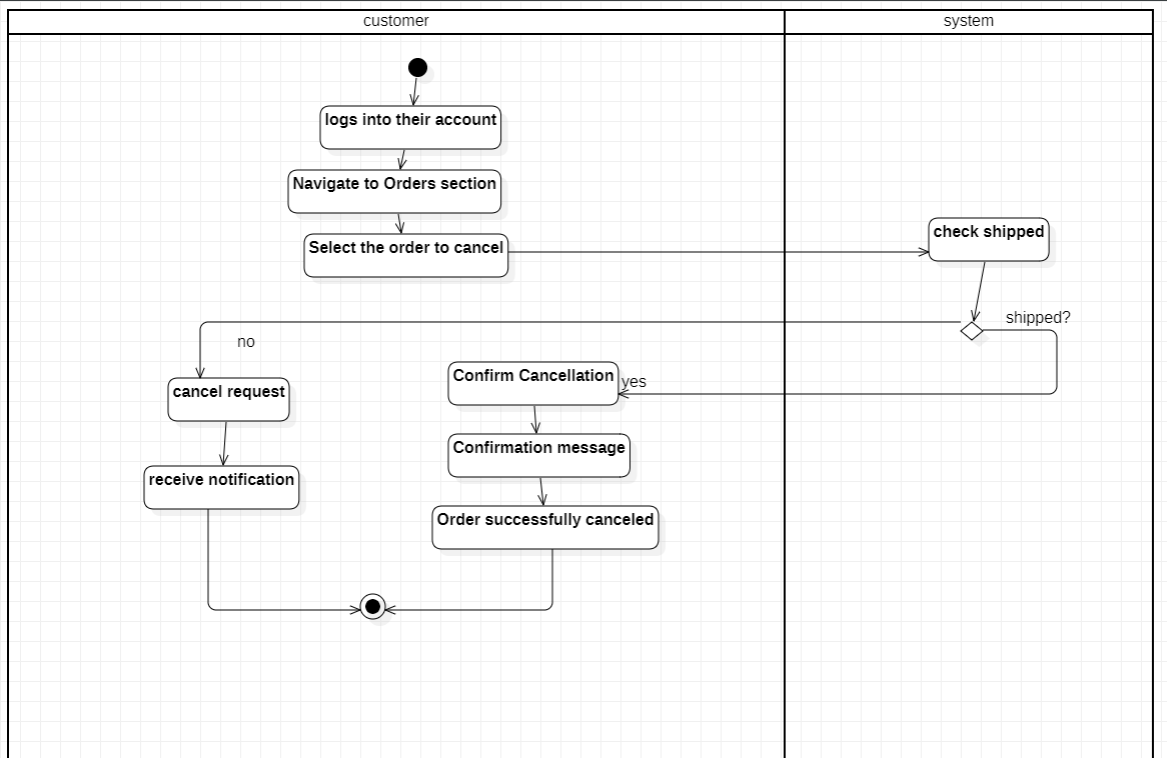 customer
system
logs into their account
Navigate to Orders section
Select the order to cancel
check shipped
shipped?
no
cancel request
Confirm Cancellation
yes
Confirmation message
receive notification
Order successfully canceled